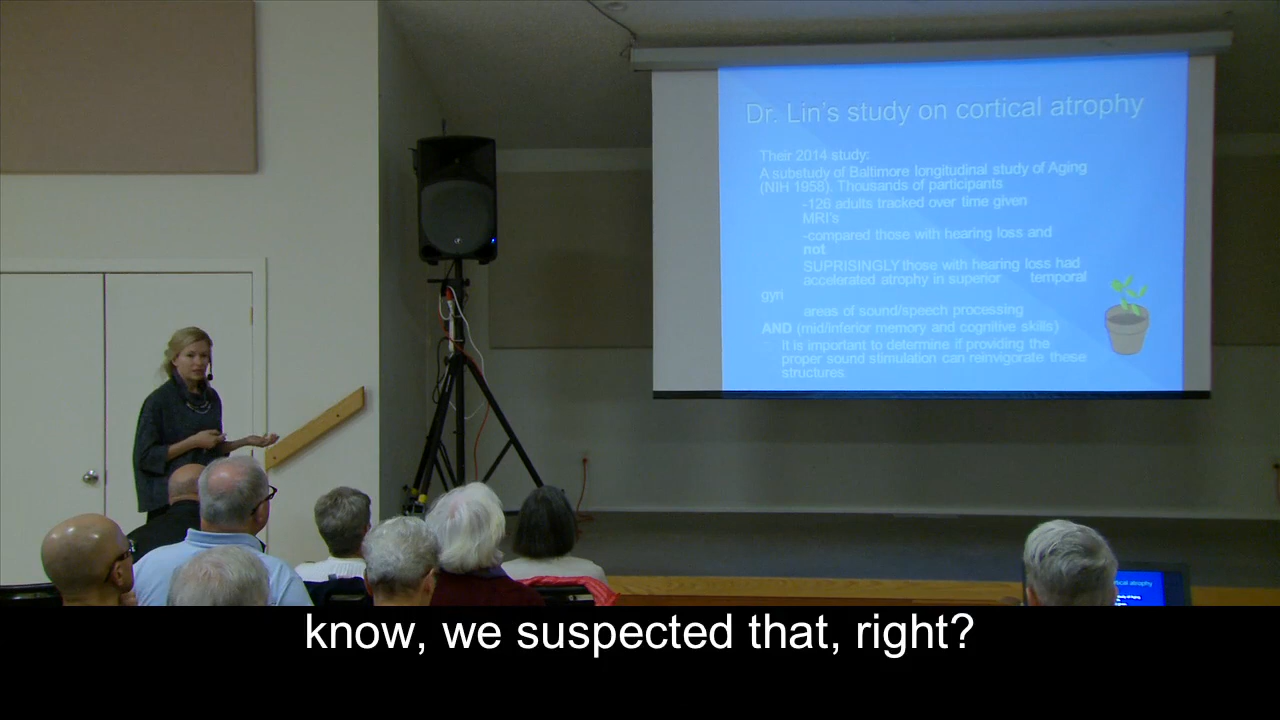 Dr. Lin's study on cortical atrophy
Their 2014 study:
A substudy of Baltimore longitudinal study of Aging
(NIH 1958). Thousands of participants
-126 adults tracked over time given
MRI's
-compared those with hearing loss and
not
SUPRISINGLY those with hearing loss had
accelerated atrophy in superior temporal
gyri
areas of sound/speech processing
AND (mid/inferior memory and cognitive skills)
It is important to determine if providing the
proper sound stimulation can reinvigorate these
structures
cortical atrophy
know, we suspected that, right?